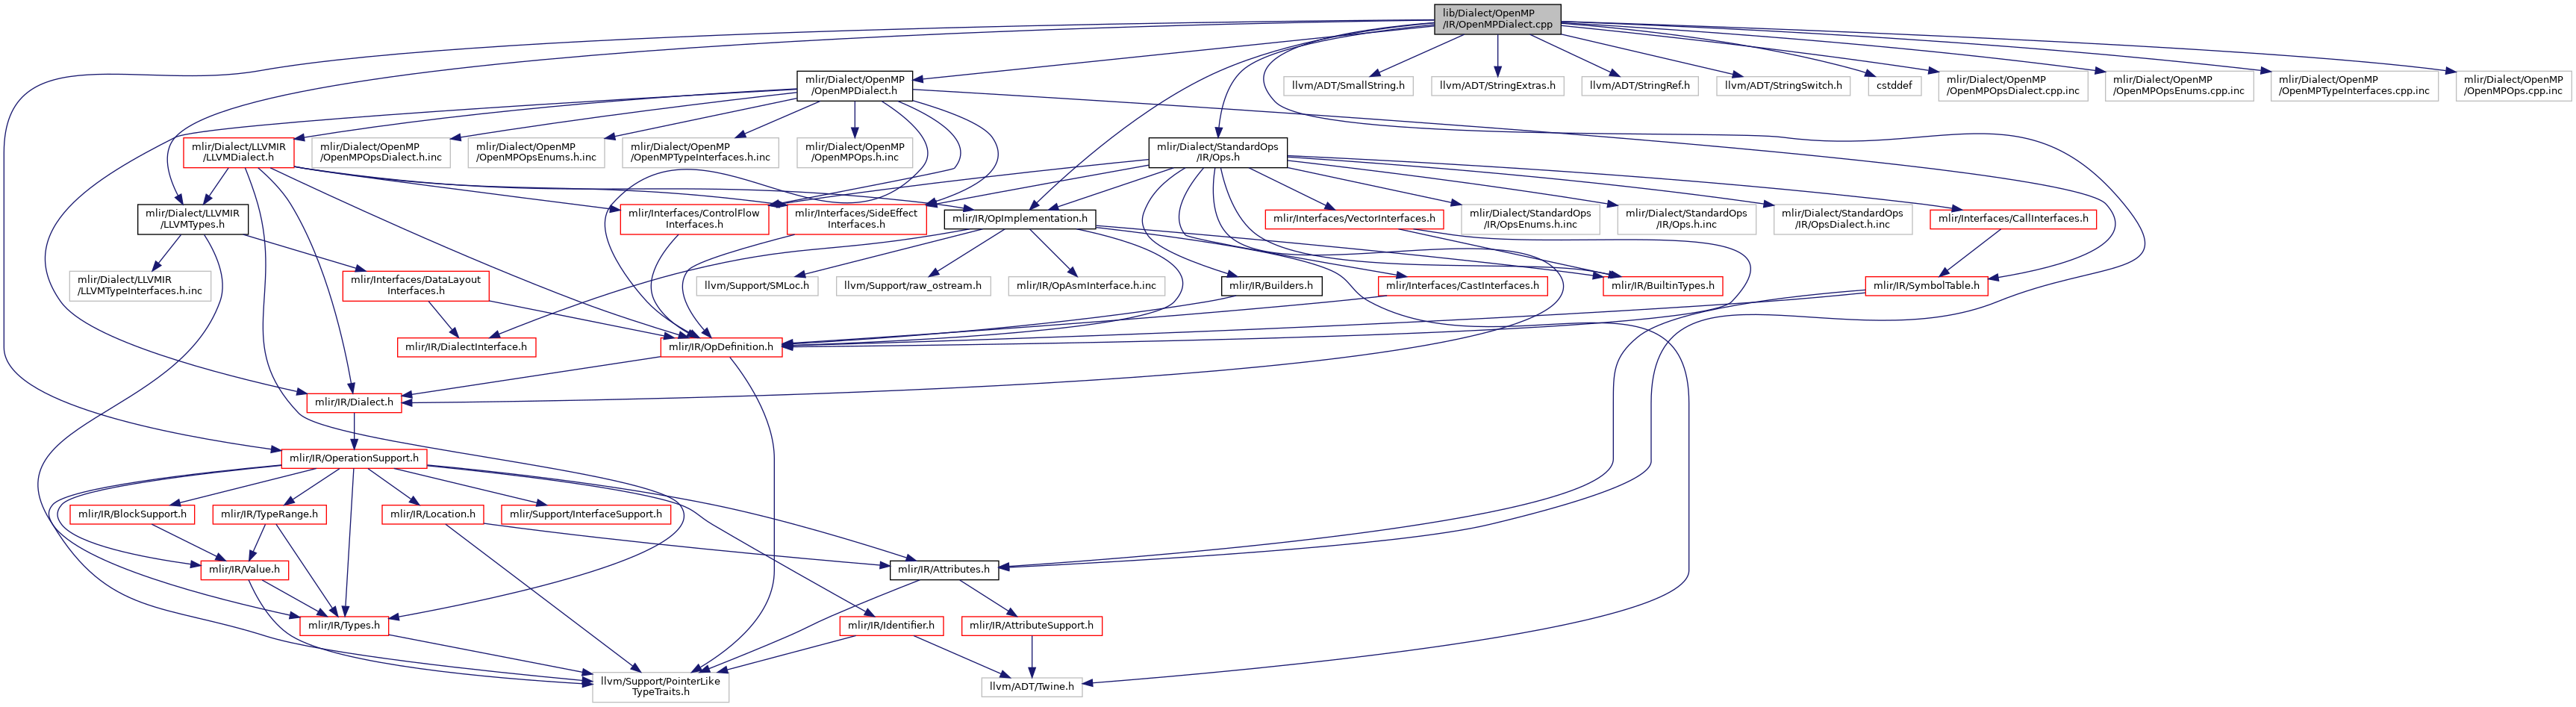 lib/Dialect/OpenMP
/IR/OpenMPDialect.cpp
mlir/Dialect/OpenMP
/OpenMPDialect.h
llvm/ADT/SmallString.h
llvm/ADT/StringExtras.h
llvm/ADT/StringRef.h
llvm/ADT/StringSwitch.h
cstddef
mlir/Dialect/OpenMP
/OpenMPOpsDialect.cpp.inc
mlir/Dialect/OpenMP
/OpenMPOpsEnums.cpp.inc
mlir/Dialect/OpenMP
/OpenMPTypeInterfaces.cpp.inc
mlir/Dialect/OpenMP
/OpenMPOps.cpp.inc
mlir/Dialect/LLVMIR
/LLVMDialect.h
mlir/Dialect/OpenMP
/OpenMPOpsDialect.h.inc
mlir/Dialect/OpenMP
/OpenMPOpsEnums.h.inc
mlir/Dialect/OpenMP
/OpenMPTypeInterfaces.h.inc
mlir/Dialect/OpenMP
/OpenMPOps.h.inc
mlir/Dialect/StandardOps
/IR/Ops.h
mlir/Dialect/LLVMIR
/LLVMTypes.h
mlir/Interfaces/ControlFlow
Interfaces.h
mlir/Interfaces/SideEffect
Interfaces.h
mlir/IR/OpImplementation.h
mlir/Interfaces/VectorInterfaces.h
mlir/Dialect/StandardOps
/IR/OpsEnums.h.inc
mlir/Dialect/StandardOps
/IR/Ops.h.inc
mlir/Dialect/StandardOps
/IR/OpsDialect.h.inc
mlir/Interfaces/CallInterfaces.h
mlir/Dialect/LLVMIR
/LLVMTypeInterfaces.h.inc
mlir/Interfaces/DataLayout
Interfaces.h
llvm/Support/SMLoc.h
llvm/Support/raw_ostream.h
mlir/IR/OpAsmInterface.h.inc
mlir/IR/Builders.h
mlir/Interfaces/CastInterfaces.h
mlir/IR/BuiltinTypes.h
mlir/IR/SymbolTable.h
mlir/IR/DialectInterface.h
mlir/IR/OpDefinition.h
mlir/IR/Dialect.h
mlir/IR/OperationSupport.h
mlir/IR/BlockSupport.h
mlir/IR/TypeRange.h
mlir/IR/Location.h
mlir/Support/InterfaceSupport.h
mlir/IR/Value.h
mlir/IR/Attributes.h
mlir/IR/Types.h
mlir/IR/Identifier.h
mlir/IR/AttributeSupport.h
llvm/Support/PointerLike
TypeTraits.h
llvm/ADT/Twine.h